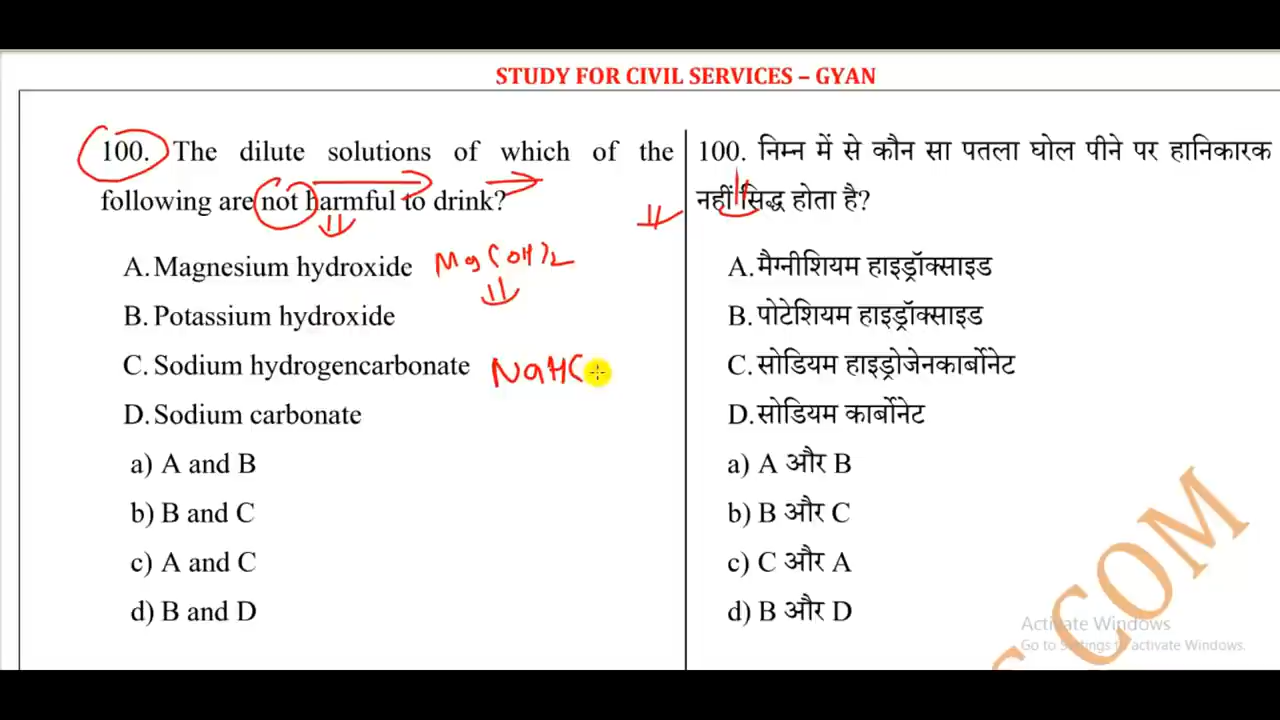 STUDY FOR CIVIL SERVICES – GYAN
100. The dilute solutions of which of the
following are not harmful to drink?
A. Magnesium hydroxide Mg(OH)2
B. Potassium hydroxide
C. Sodium hydrogencarbonate NaHC
D. Sodium carbonate
a) A and B
b) B and C
c) A and C
d) B and D
100. निम्न में से कौन सा पतला घोल पीने पर हानिकारक
नहीं सिद्ध होता है?
A. मैग्नीशियम हाइड्रॉक्साइड
B. पोटेशियम हाइड्रॉक्साइड
C. सोडियम हाइड्रोजेनकार्बोनेट
D. सोडियम कार्बोनेट
a) A और B
b) B और C
c) C और A
d) B और D
COM
Activate Windows
Go to Settings to activate Windows.